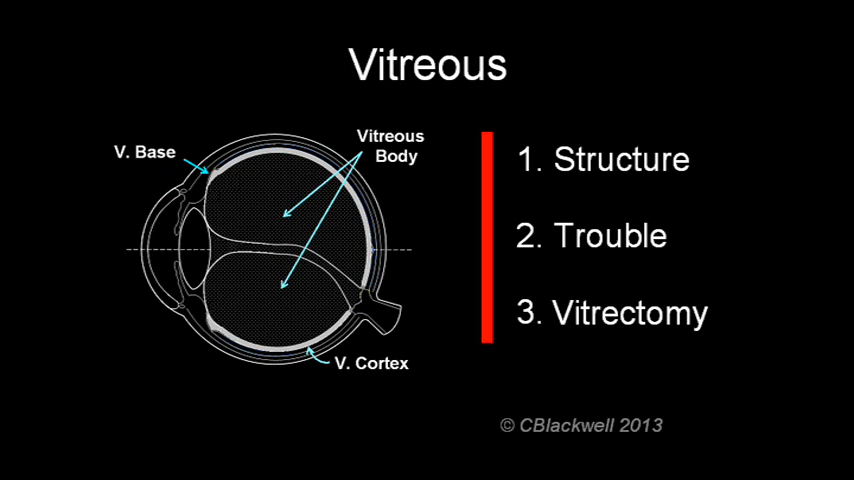 Vitreous
V. Base
Vitreous
Body
V. Cortex
1. Structure
2. Trouble
3. Vitrectomy
© CBlackwell 2013